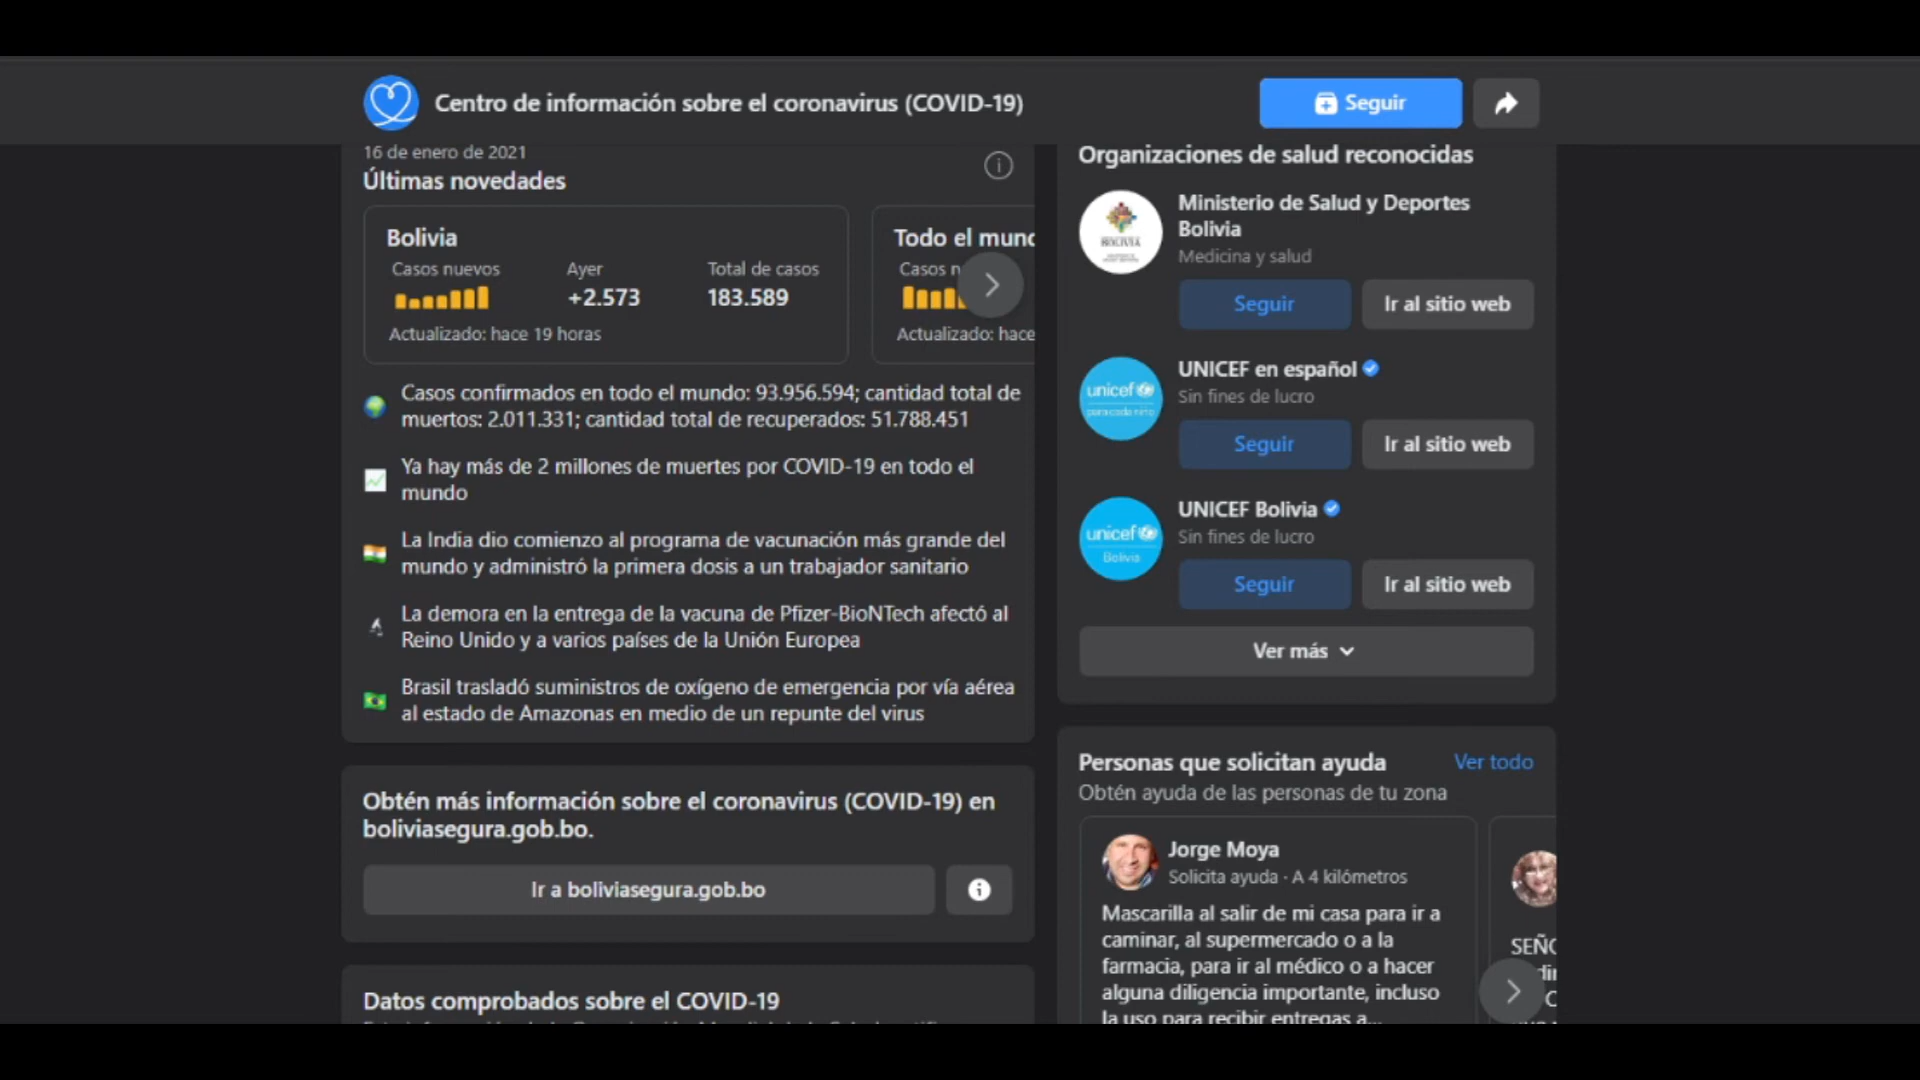 Centro de información sobre el coronavirus (COVID-19)
Seguir
16 de enero de 2021
Últimas novedades
Bolivia
Casos nuevos
Ayer
+2.573
Total de casos
183.589
Actualizado: hace 19 horas
Todo el
Casos
Actualizado: hace
Casos confirmados en todo el mundo: 93.956.594; cantidad total de
muertos: 2.011.331; cantidad total de recuperados: 51.788.451
Ya hay más de 2 millones de muertes por COVID-19 en todo el
mundo
La India dio comienzo al programa de vacunación más grande del
mundo y administró la primera dosis a un trabajador sanitario
La demora en la entrega de la vacuna de Pfizer-BioNTech afectó al
Reino Unido y a varios países de la Unión Europea
Brasil trasladó suministros de oxígeno de emergencia por vía aérea
al estado de Amazonas en medio de un repunte del virus
Obtén más información sobre el coronavirus (COVID-19) en
boliviasegura.gob.bo.
Ir a boliviasegura.gob.bo
Datos comprobados sobre el COVID-19
Organizaciones de salud reconocidas
BOLIVIA
Ministerio de Salud y Deportes
Bolivia
Medicina y salud
Seguir
Ir al sitio web
unicef
para cada niño
UNICEF en español
Sin fines de lucro
Seguir
Ir al sitio web
unicef
Bolivia
UNICEF Bolivia
Sin fines de lucro
Seguir
Ir al sitio web
Ver más
Personas que solicitan ayuda
Ver todo
Obtén ayuda de las personas de tu zona
Jorge Moya
Solicita ayuda · A 4 kilómetros
Mascarilla al salir de mi casa para ir a
caminar, al supermercado o a la
farmacia, para ir al médico o a hacer
alguna diligencia importante, incluso
la uso para recibir entregas a...